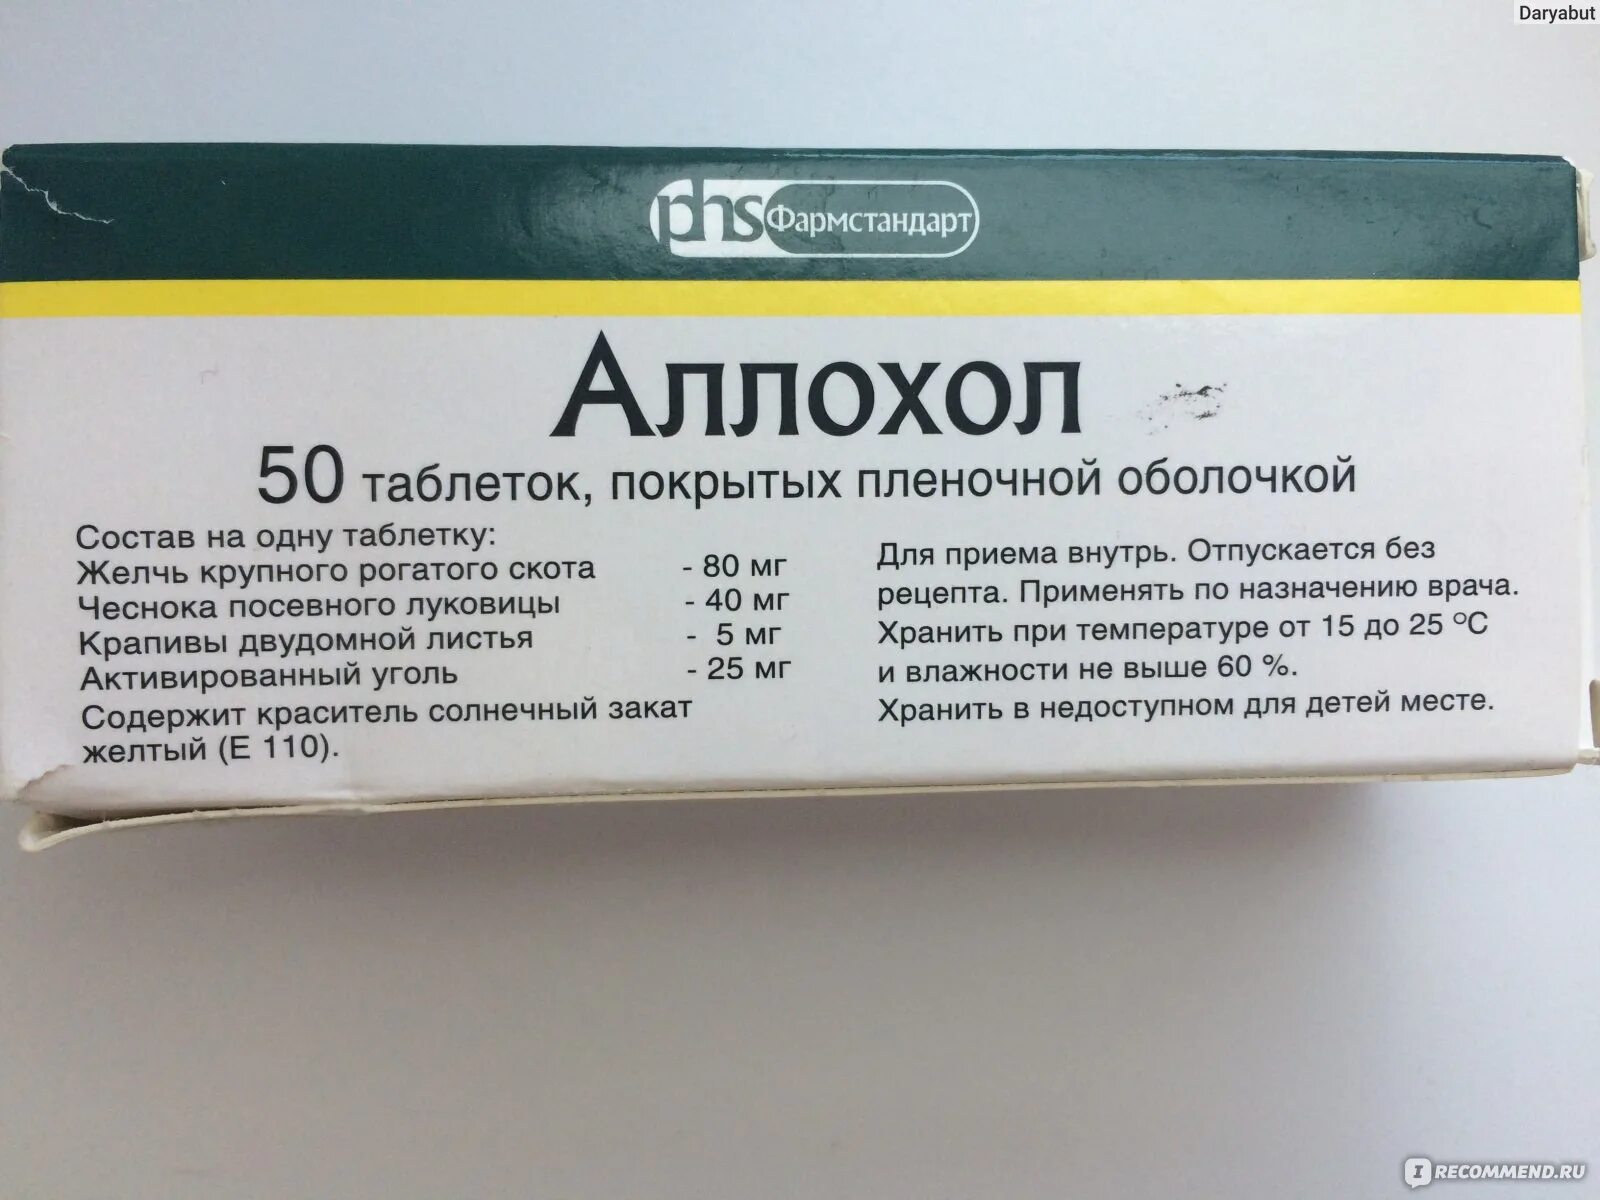 Daryabut
phs Фармстандарт
Аллохол
50 таблеток, покрытых пленочной оболочкой
Состав на одну таблетку:
Желчь крупного рогатого скота - 80 мг
Чеснока посевного луковицы - 40 мг
Крапивы двудомной листья - 5 мг
Активированный уголь - 25 мг
Содержит краситель солнечный закат
желтый (Е 110).
Для приема внутрь. Отпускается без
рецепта. Применять по назначению врача.
Хранить при температуре от 15 до 25 °С
и влажности не выше 60 %.
Хранить в недоступном для детей месте.
IRECOMMEND.RU